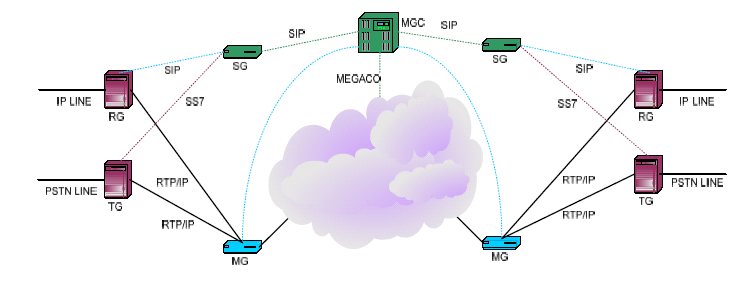 MGC
SIP
SIP
SG
SG
SIP
SIP
MEGACO
IP LINE
RG
SS7
SS7
RG
IP LINE
PSTN LINE
TG
RTP/IP
RTP/IP
RTP/IP
RTP/IP
TG
PSTN LINE
MG
MG